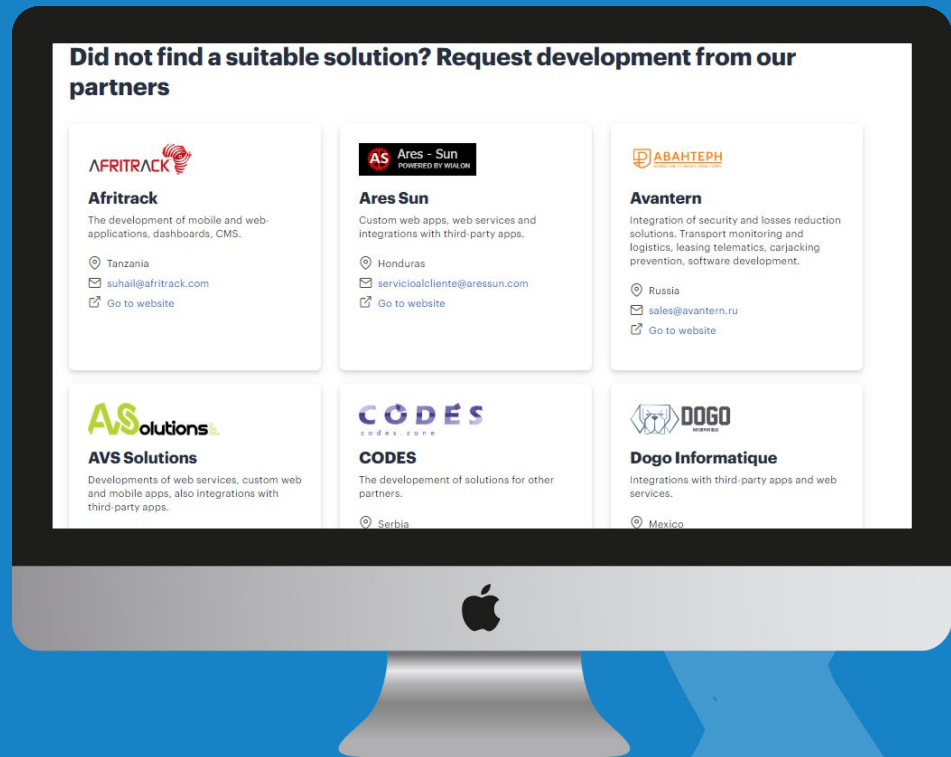 Did not find a suitable solution? Request development from our
partners
AFRITRACK
Afritrack
The development of mobile and web-
applications, dashboards, CMS.
Tanzania
suhail@afritrack.com
Go to website
AS Ares - Sun
POWERED BY WIALON
Ares Sun
Custom web apps, web services and
integrations with third-party apps.
Honduras
servicioalcliente@aressun.com
Go to website
АВАНТЕРН
Avantern
Integration of security and losses reduction
solutions. Transport monitoring and
logistics, leasing telematics, carjacking
prevention, software development.
Russia
sales@avantern.ru
Go to website
AVSolutions
AVS Solutions
Developments of web services, custom web
and mobile apps, also integrations with
third-party apps.
CODES
codes.zone
CODES
The developement of solutions for other
partners.
Serbia
DOGO
INFORMATIQUE
Dogo Informatique
Integrations with third-party apps and web
services.
Mexico